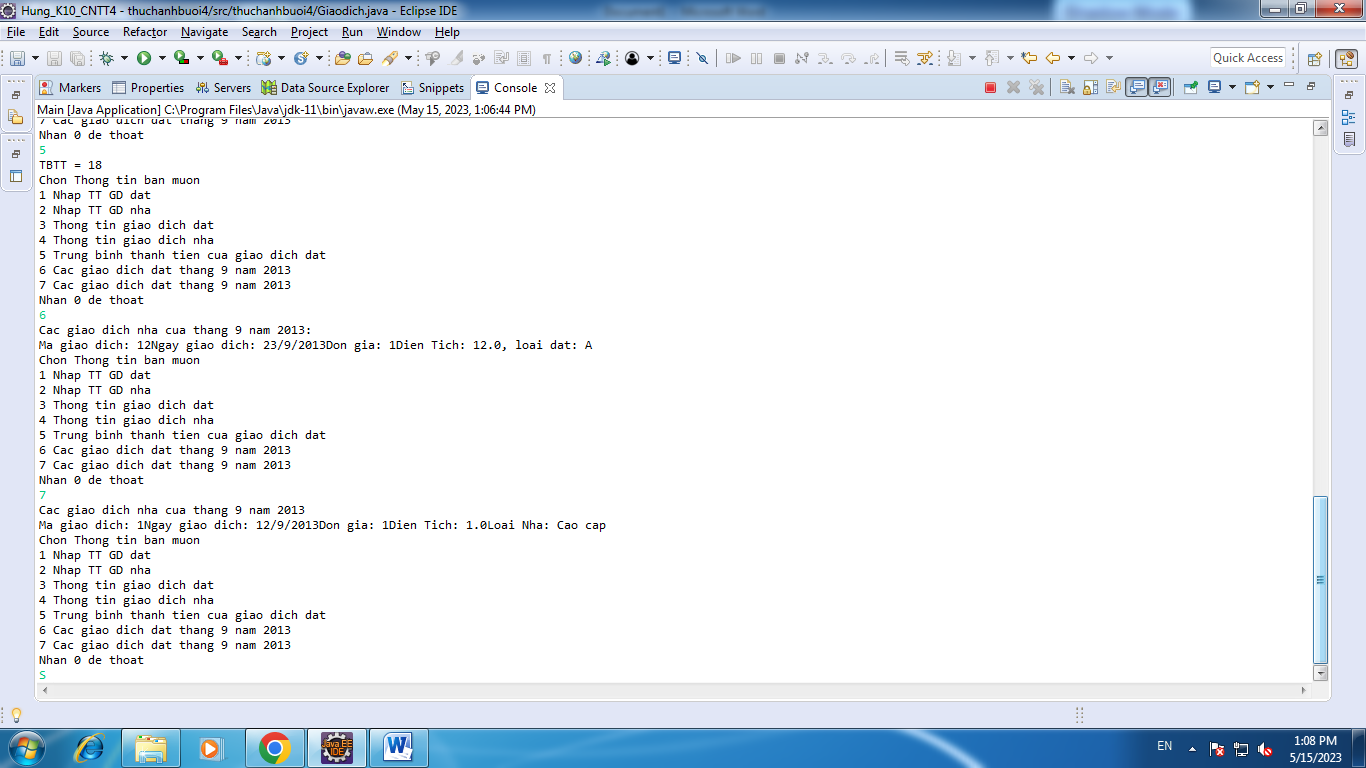 Hung_K10_CNTT4 - thuchanhbuoi4/src/thuchanhbuoi4/Giaodich.java - Eclipse IDE
File Edit Source Refactor Navigate Search Project Run Window Help
Quick Access
Markers Properties Servers Data Source Explorer Snippets Console
Main [Java Application] C:\Program Files\Java\jdk-11\bin\javaw.exe (May 15, 2023, 1:06:44 PM)
7 Cac giao dich dat thang 9 nam 2013
Nhan 0 de thoat
5
TBTT = 18
Chon Thong tin ban muon
1 Nhap TT GD dat
2 Nhap TT GD nha
3 Thong tin giao dich dat
4 Thong tin giao dich nha
5 Trung binh thanh tien cua giao dich dat
6 Cac giao dich dat thang 9 nam 2013
7 Cac giao dich dat thang 9 nam 2013
Nhan 0 de thoat
6
Cac giao dich nha cua thang 9 nam 2013:
Ma giao dich: 12Ngay giao dich: 23/9/2013Don gia: 1Dien Tich: 12.0, loai dat: A
Chon Thong tin ban muon
1 Nhap TT GD dat
2 Nhap TT GD nha
3 Thong tin giao dich dat
4 Thong tin giao dich nha
5 Trung binh thanh tien cua giao dich dat
6 Cac giao dich dat thang 9 nam 2013
7 Cac giao dich dat thang 9 nam 2013
Nhan 0 de thoat
7
Cac giao dich nha cua thang 9 nam 2013
Ma giao dich: 1Ngay giao dich: 12/9/2013Don gia: 1Dien Tich: 1.0Loai Nha: Cao cap
Chon Thong tin ban muon
1 Nhap TT GD dat
2 Nhap TT GD nha
3 Thong tin giao dich dat
4 Thong tin giao dich nha
5 Trung binh thanh tien cua giao dich dat
6 Cac giao dich dat thang 9 nam 2013
7 Cac giao dich dat thang 9 nam 2013
Nhan 0 de thoat
S
Java EE
IDE
EN
1:08 PM
5/15/2023